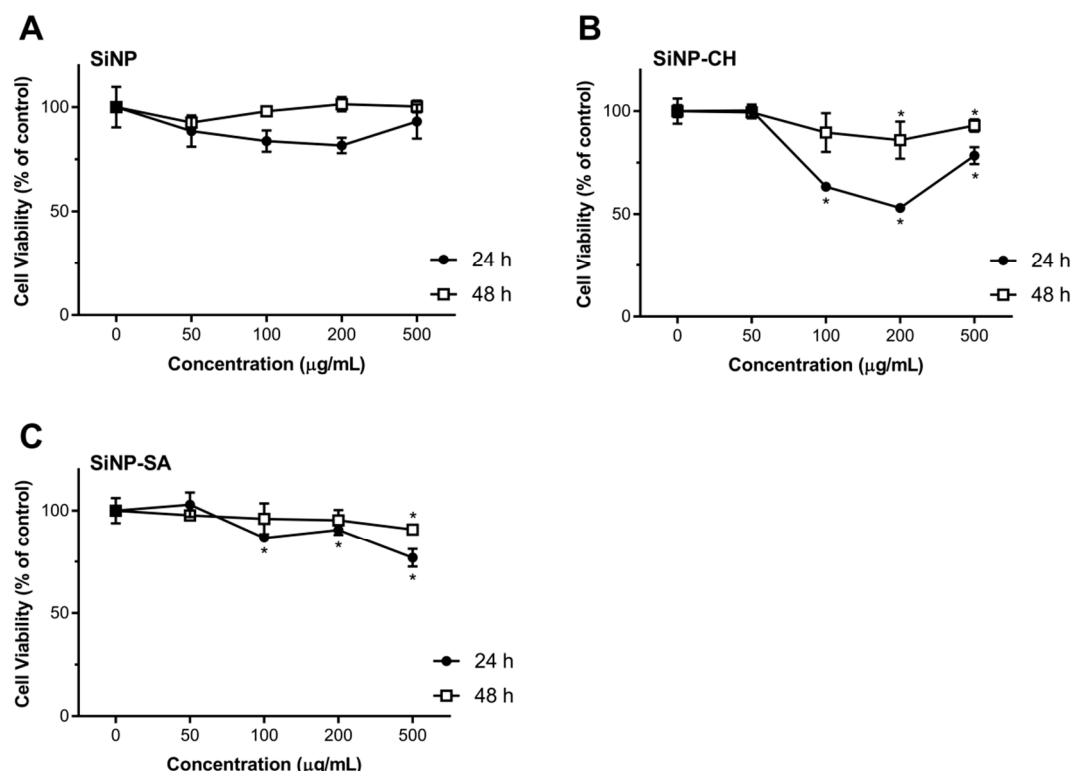 A
SiNP
Cell Viability (% of control)
100
50
0
24 h
48 h
0 50 100 200 500
Concentration (μg/mL)
B
SiNP-CH
Cell Viability (% of control)
100
50
0
* *
* * *
24 h
48 h
0 50 100 200 500
Concentration (μg/mL)
C
SiNP-SA
Cell Viability (% of control)
100
50
0
*
* * *
24 h
48 h
0 50 100 200 500
Concentration (μg/mL)